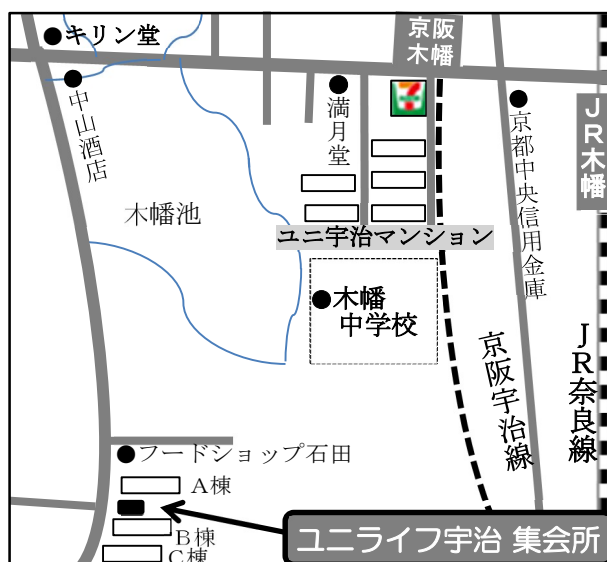 キリン堂
京阪
木幡
中山酒店
満月堂
京都中央信用金庫
JR木幡
木幡池
ユニ宇治マンション
木幡
中学校
京阪宇治線
JR奈良線
フードショップ石田
A棟
B棟
C棟
ユニライフ宇治 集会所